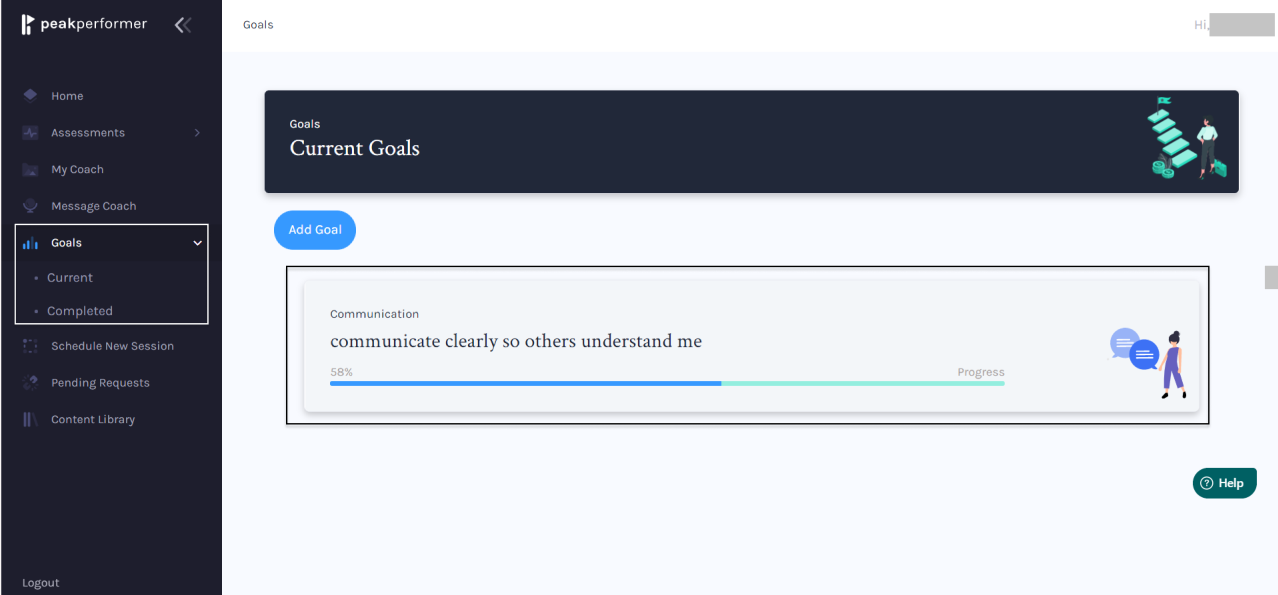 peakperformer
Goals
Hi,
Home
Assessments
My Coach
Message Coach
Goals
Current
Completed
Schedule New Session
Pending Requests
Content Library
Logout
Goals
Current Goals
Add Goal
Communication
communicate clearly so others understand me
58% Progress
Help